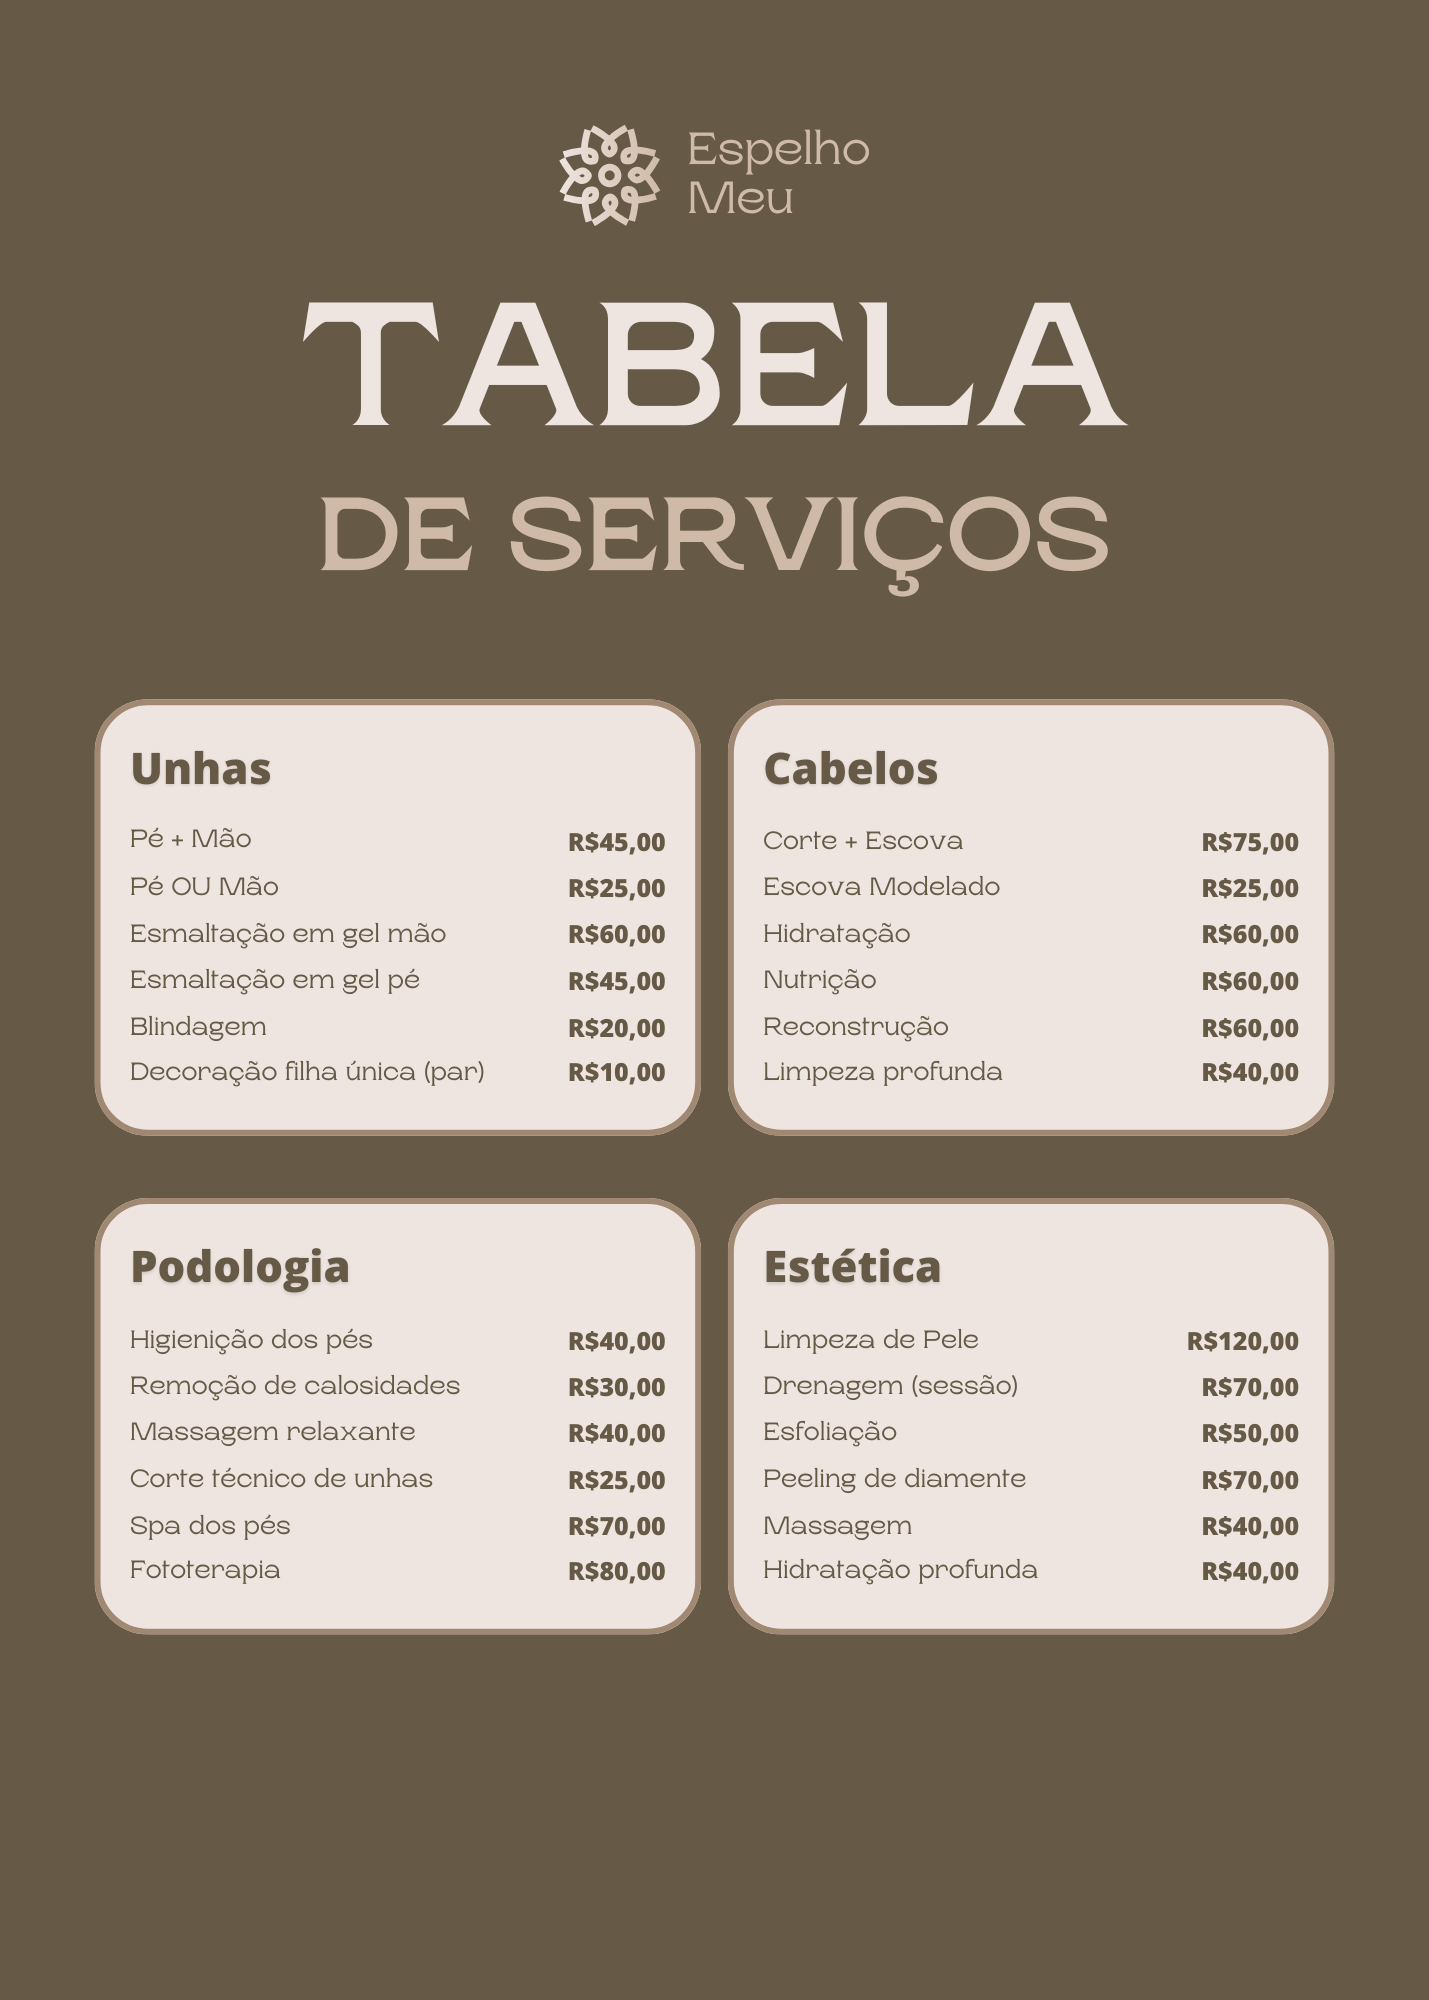 Espelho
Meu
TABELA
DE SERVIÇOS
Unhas
Pé + Mão R$45,00
Pé OU Mão R$25,00
Esmaltação em gel mão R$60,00
Esmaltação em gel pé R$45,00
Blindagem R$20,00
Decoração filha única (par) R$10,00
Cabelos
Corte + Escova R$75,00
Escova Modelado R$25,00
Hidratação R$60,00
Nutrição R$60,00
Reconstrução R$60,00
Limpeza profunda R$40,00
Podologia
Higienição dos pés R$40,00
Remoção de calosidades R$30,00
Massagem relaxante R$40,00
Corte técnico de unhas R$25,00
Spa dos pés R$70,00
Fototerapia R$80,00
Estética
Limpeza de Pele R$120,00
Drenagem (sessão) R$70,00
Esfoliação R$50,00
Peeling de diamente R$70,00
Massagem R$40,00
Hidratação profunda R$40,00